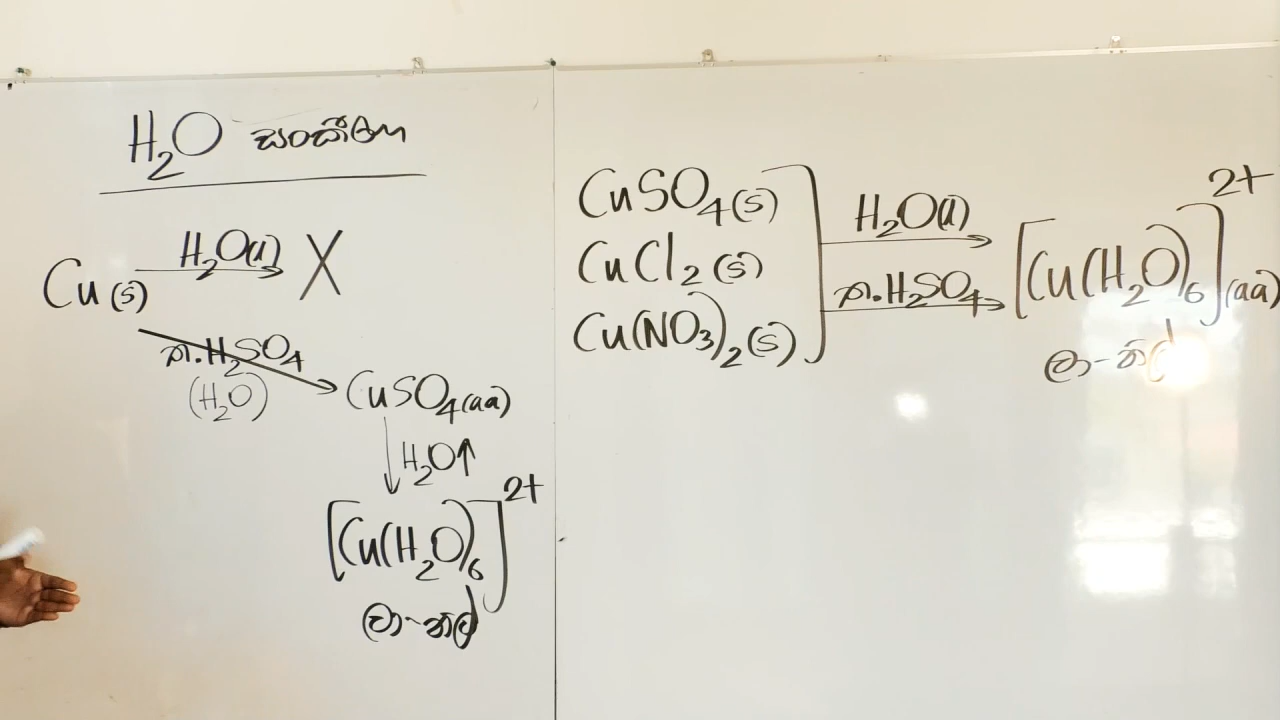 H₂O සංකීර්ණ
Cu(s) H₂O(l) → X
ත.H₂SO₄
(H₂O)
→ CuSO₄(aq)
↓ H₂O↑
[Cu(H₂O)₆]²⁺
ලා-නිල්
CuSO₄(s)
CuCl₂(s)
Cu(NO₃)₂(s)
H₂O(l) →
ත.H₂SO₄ →
[Cu(H₂O)₆]²⁺(aq)
ලා-නිල්